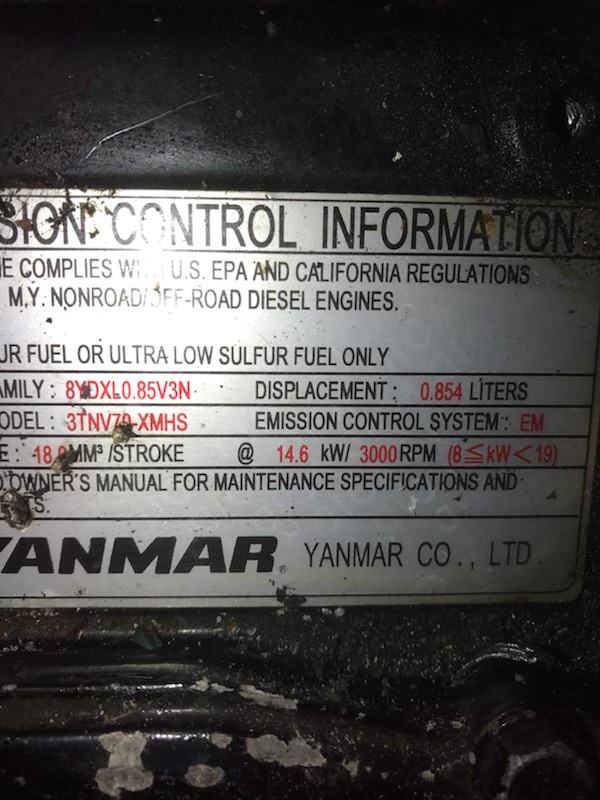 SION CONTROL INFORMATION
E COMPLIES WITH U.S. EPA AND CALIFORNIA REGULATIONS
M.Y. NONROAD/OFF-ROAD DIESEL ENGINES.
UR FUEL OR ULTRA LOW SULFUR FUEL ONLY
AMILY : 8YDXL0.85V3N DISPLACEMENT : 0.854 LITERS
ODEL : 3TNV70-XMHS EMISSION CONTROL SYSTEM : EM
E : 18.0 MM³ /STROKE @ 14.6 kW/ 3000 RPM (8≦kW<19)
OWNER'S MANUAL FOR MAINTENANCE SPECIFICATIONS AND
S.
YANMAR YANMAR CO., LTD.